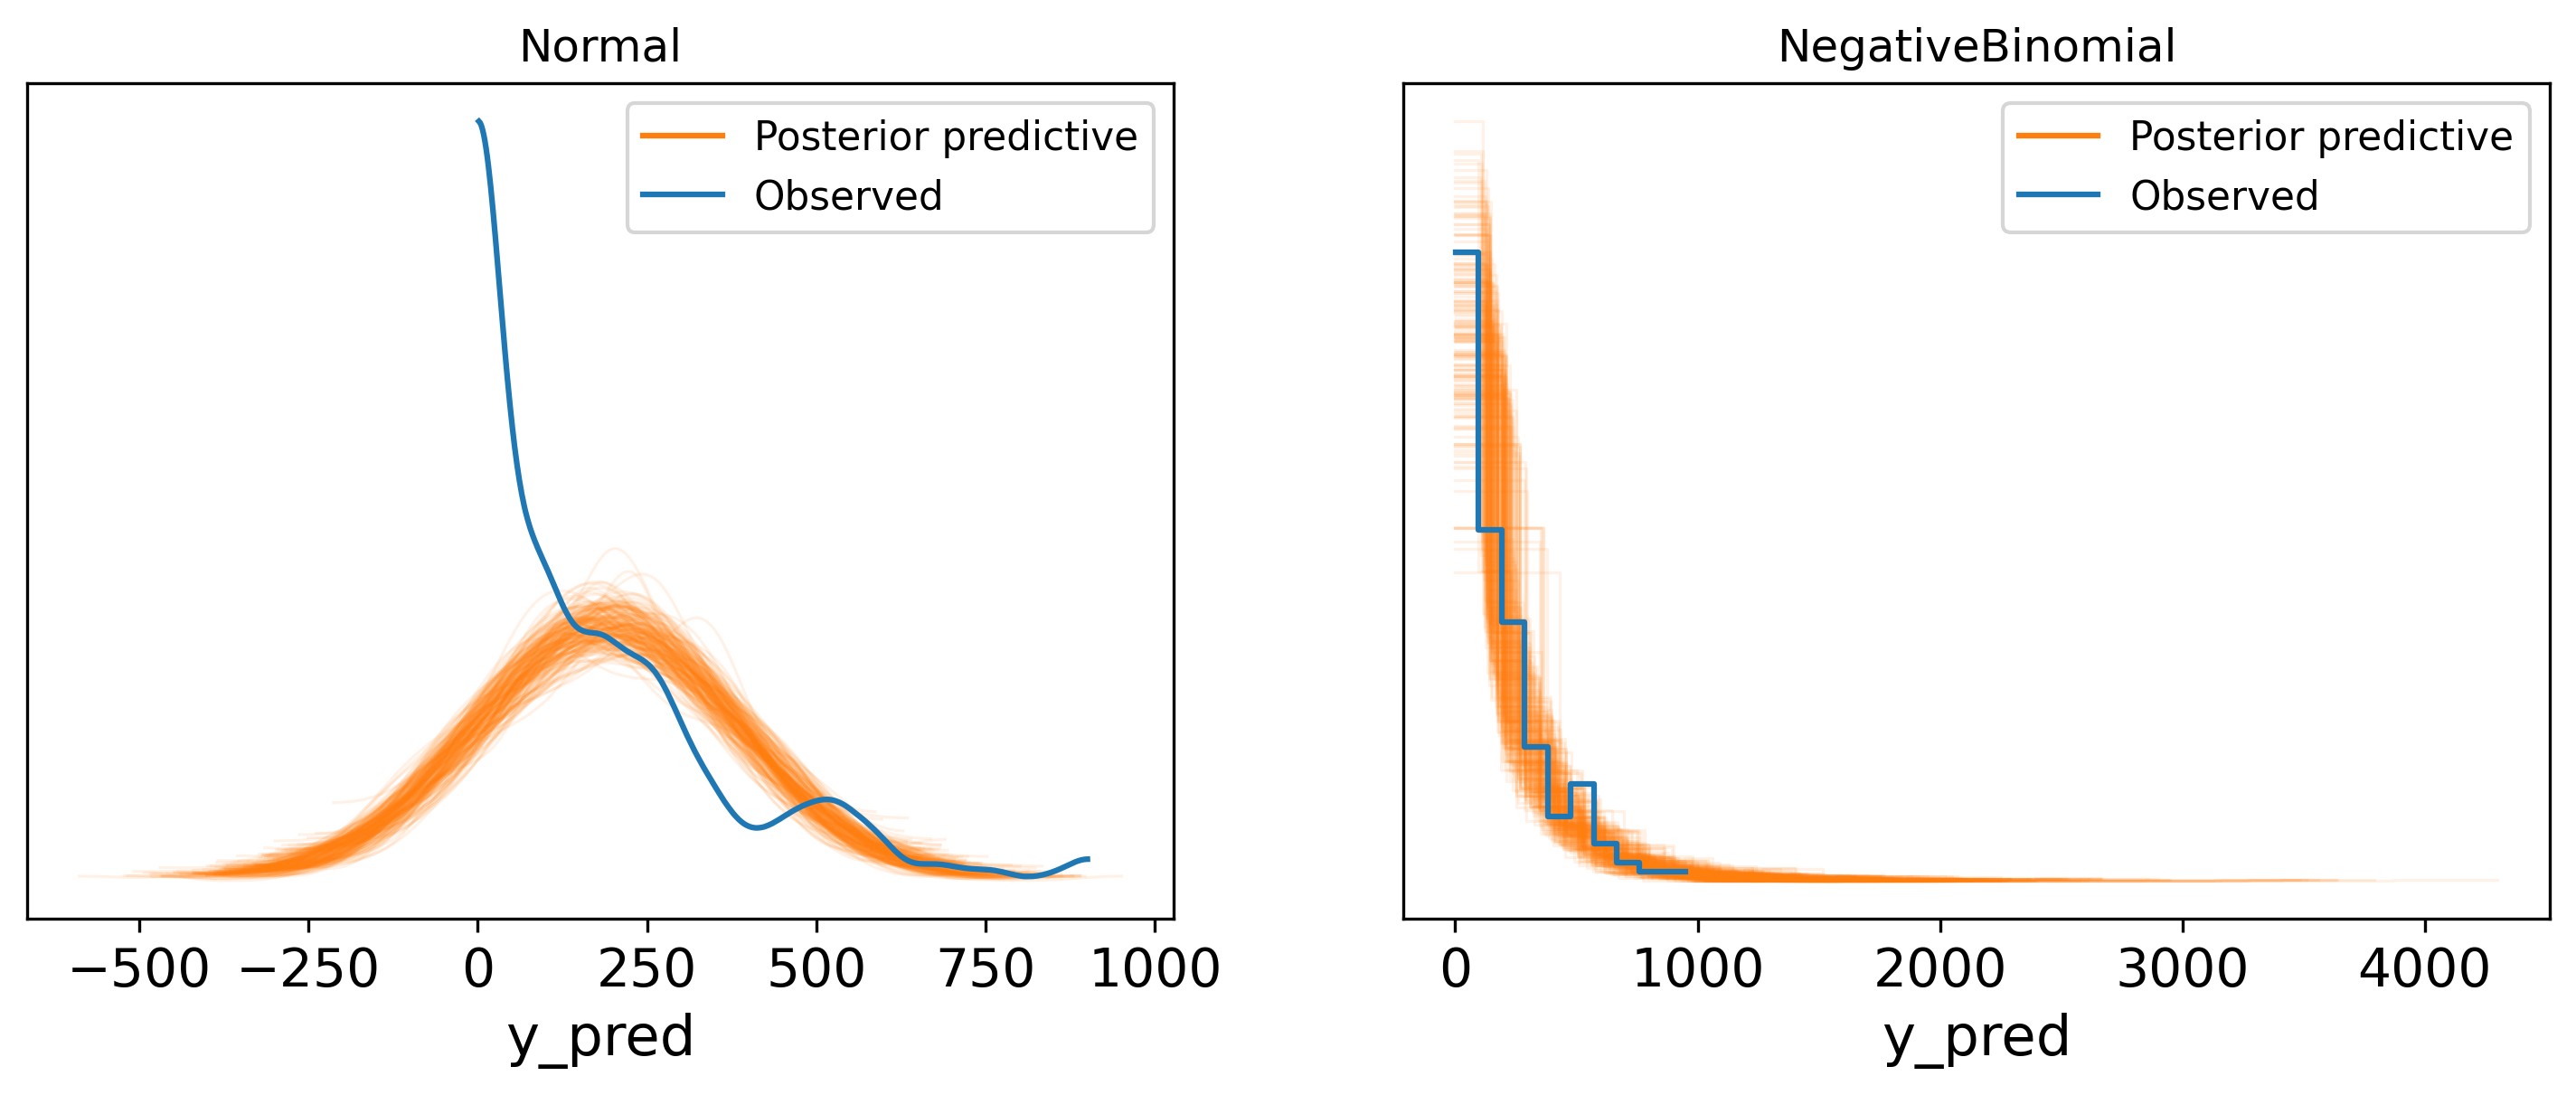 Normal
Posterior predictive
Observed
−500 −250 0 250 500 750 1000
y_pred
NegativeBinomial
Posterior predictive
Observed
0 1000 2000 3000 4000
y_pred